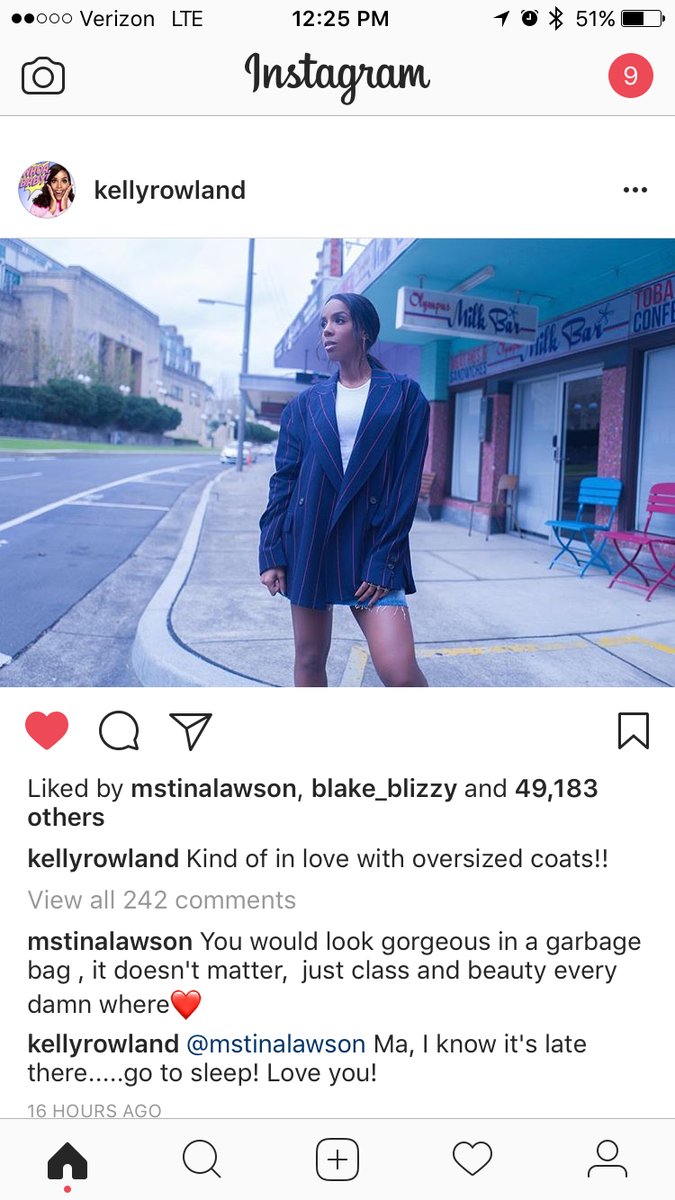 Verizon LTE 12:25 PM 51%
Instagram
9
kellyrowland
Olympus
Milk Bar
Milk Bar
TOBA
CONFE
SANDWICHES
Liked by mstinalawson, blake_blizzy and 49,183
others
kellyrowland Kind of in love with oversized coats!!
View all 242 comments
mstinalawson You would look gorgeous in a garbage
bag , it doesn't matter,  just class and beauty every
damn where❤️
kellyrowland @mstinalawson Ma, I know it's late
there.....go to sleep! Love you!
16 HOURS AGO